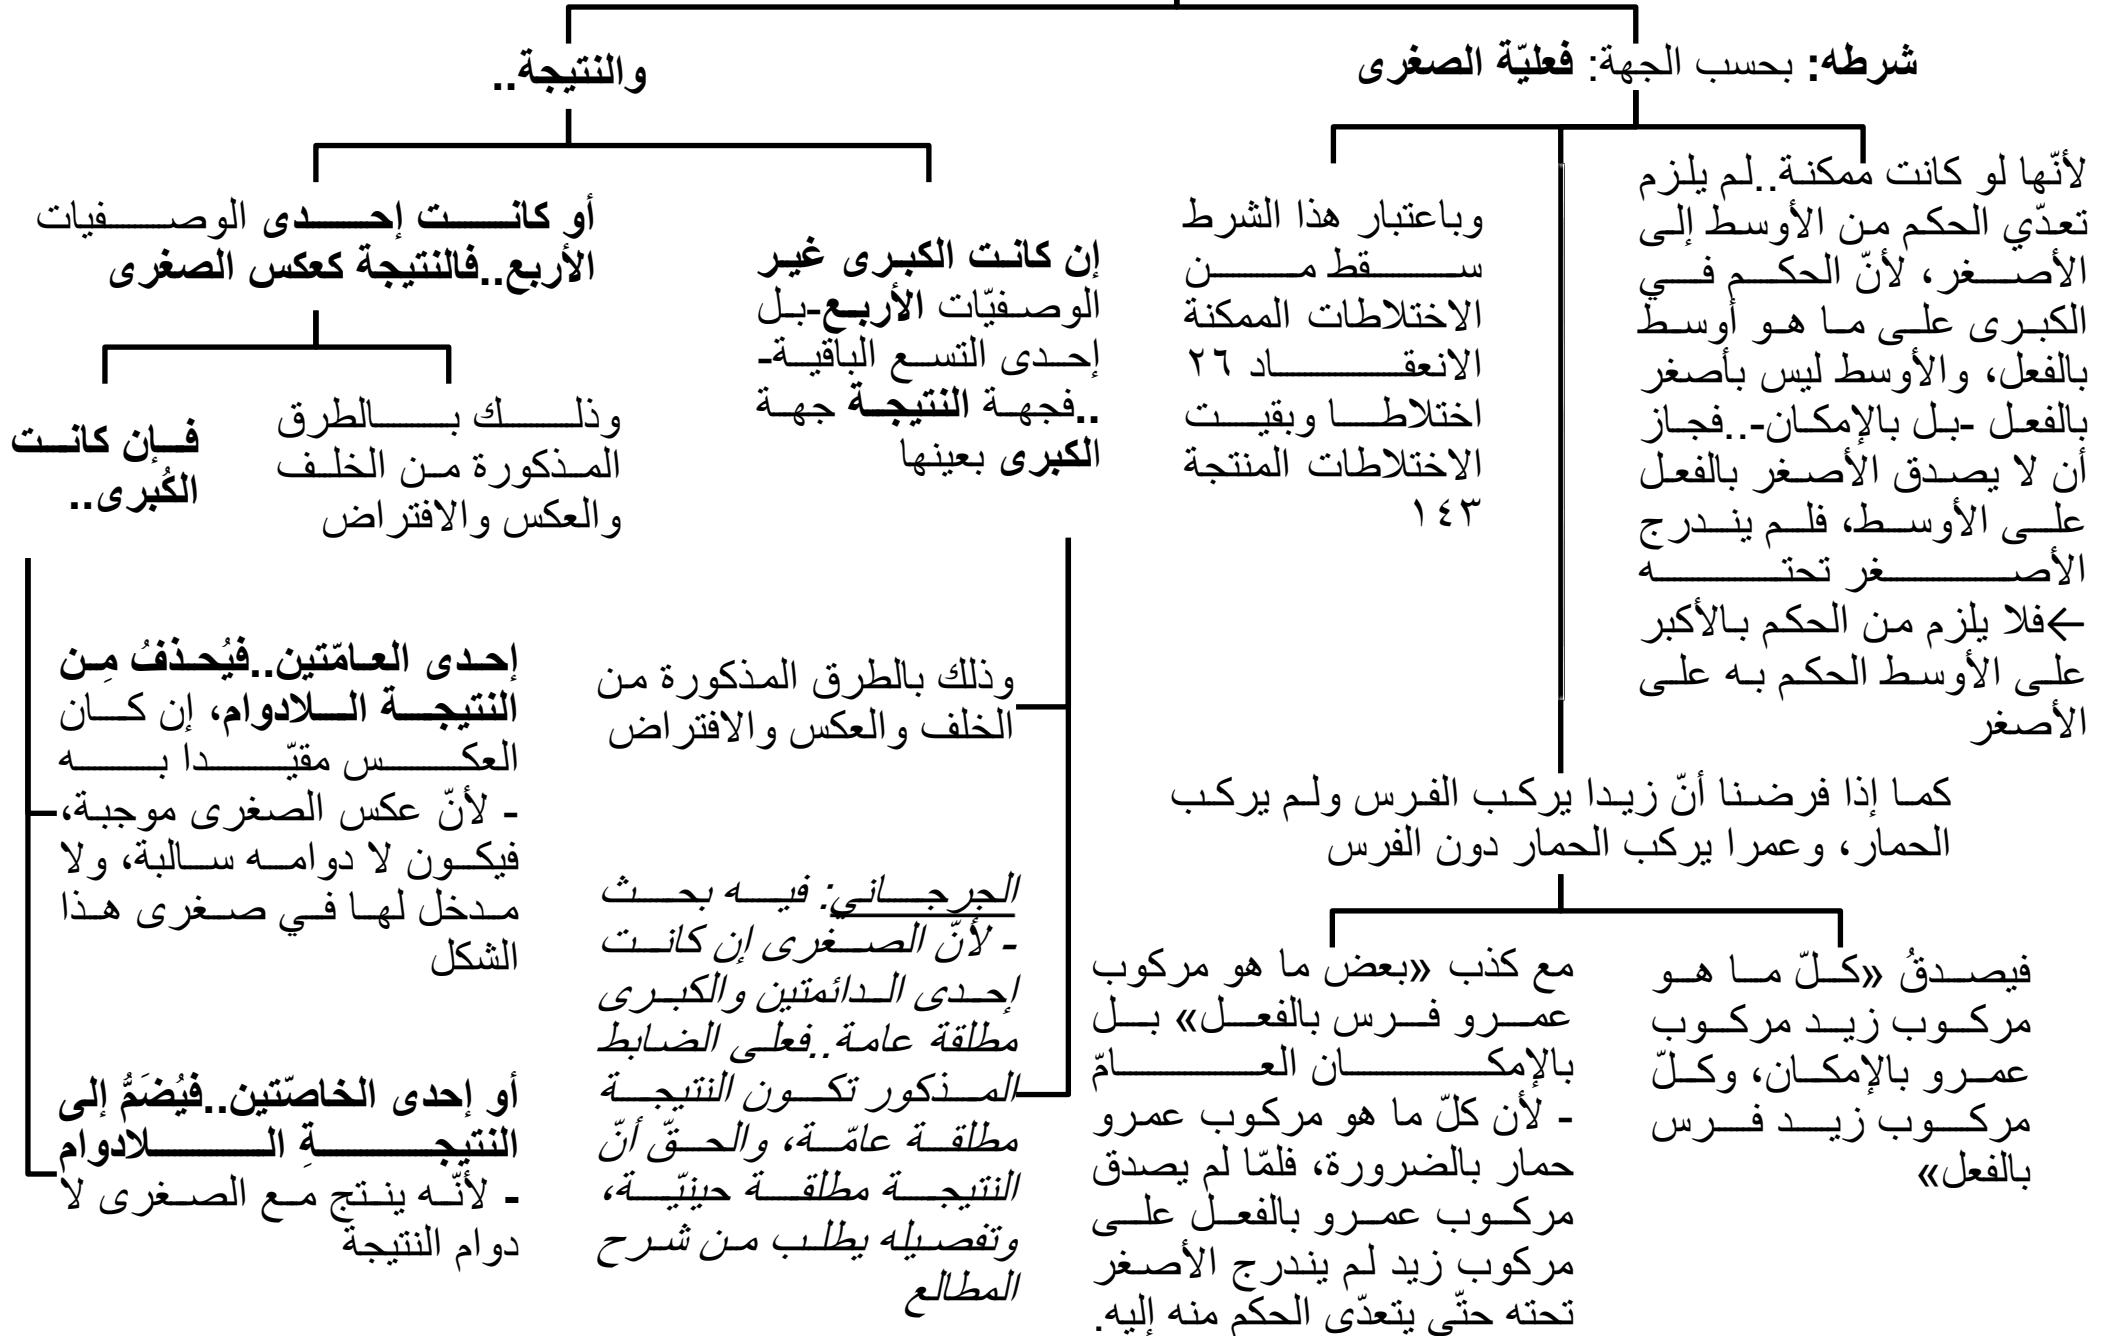 شرطه: بحسب الجهة: فعليّة الصغرى
لأنّها لو كانت ممكنة..لم يلزم
تعدّي الحكم من الأوسط إلى
الأصغر، لأنّ الحكم في
الكبرى على ما هو أوسط
بالفعل، والأوسط ليس بأصغر
بالفعل -بل بالإمكان-..فجاز
أن لا يصدق الأصغر بالفعل
على الأوسط، فلم يندرج
الأصغر تحته
←فلا يلزم من الحكم بالأكبر
على الأوسط الحكم به على
الأصغر
كما إذا فرضنا أنّ زيدا يركب الفرس ولم يركب
الحمار، وعمرا يركب الحمار دون الفرس
فيصدقُ «كلّ ما هو
مركوب زيد مركوب
عمرو بالإمكان، وكلّ
مركوب زيد فرس
بالفعل»
مع كذب «بعض ما هو مركوب
عمرو فرس بالفعل» بل
بالإمكان العامّ
- لأن كلّ ما هو مركوب عمرو
حمار بالضرورة، فلمّا لم يصدق
مركوب عمرو بالفعل على
مركوب زيد لم يندرج الأصغر
تحته حتّى يتعدّى الحكم منه إليه.
وباعتبار هذا الشرط
سقط من
الاختلاطات الممكنة
الانعقاد ٢٦
اختلاطا وبقيت
الاختلاطات المنتجة
١٤٣
والنتيجة..
إن كانت الكبرى غير
الوصفيّات الأربع-بل
إحدى التسع الباقية-
..فجهة النتيجة جهة
الكبرى بعينها
وذلك بالطرق المذكورة من
الخلف والعكس والافتراض
الجرجاني: فيه بحث
- لأنّ الصغرى إن كانت
إحدى الدائمتين والكبرى
مطلقة عامة..فعلى الضابط
المذكور تكون النتيجة
مطلقة عامّة، والحقّ أنّ
النتيجة مطلقة حينيّة،
وتفصيله يطلب من شرح
المطالع
أو كانت إحدى الوصفيات
الأربع..فالنتيجة كعكس الصغرى
وذلك بالطرق
المذكورة من الخلف
والعكس والافتراض
فإن كانت
الكُبرى..
إحدى العامّتين..فيُحذفُ مِن
النتيجة اللادوام، إن كان
العكس مقيّدا به
- لأنّ عكس الصغرى موجبة،
فيكون لا دوامه سالبة، ولا
مدخل لها في صغرى هذا
الشكل
أو إحدى الخاصّتين..فيُضَمُّ إلى
النتيجةِ اللادوام
- لأنّه ينتج مع الصغرى لا
دوام النتيجة